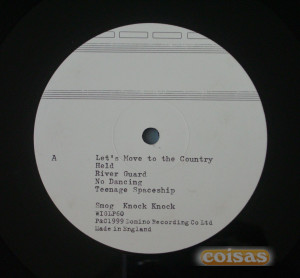 A
Let's Move to the Country
Held
River Guard
No Dancing
Teenage Spaceship
Smog Knock Knock
WIGLP60
P&C1999 Domino Recording Co Ltd
Made in England
coisas